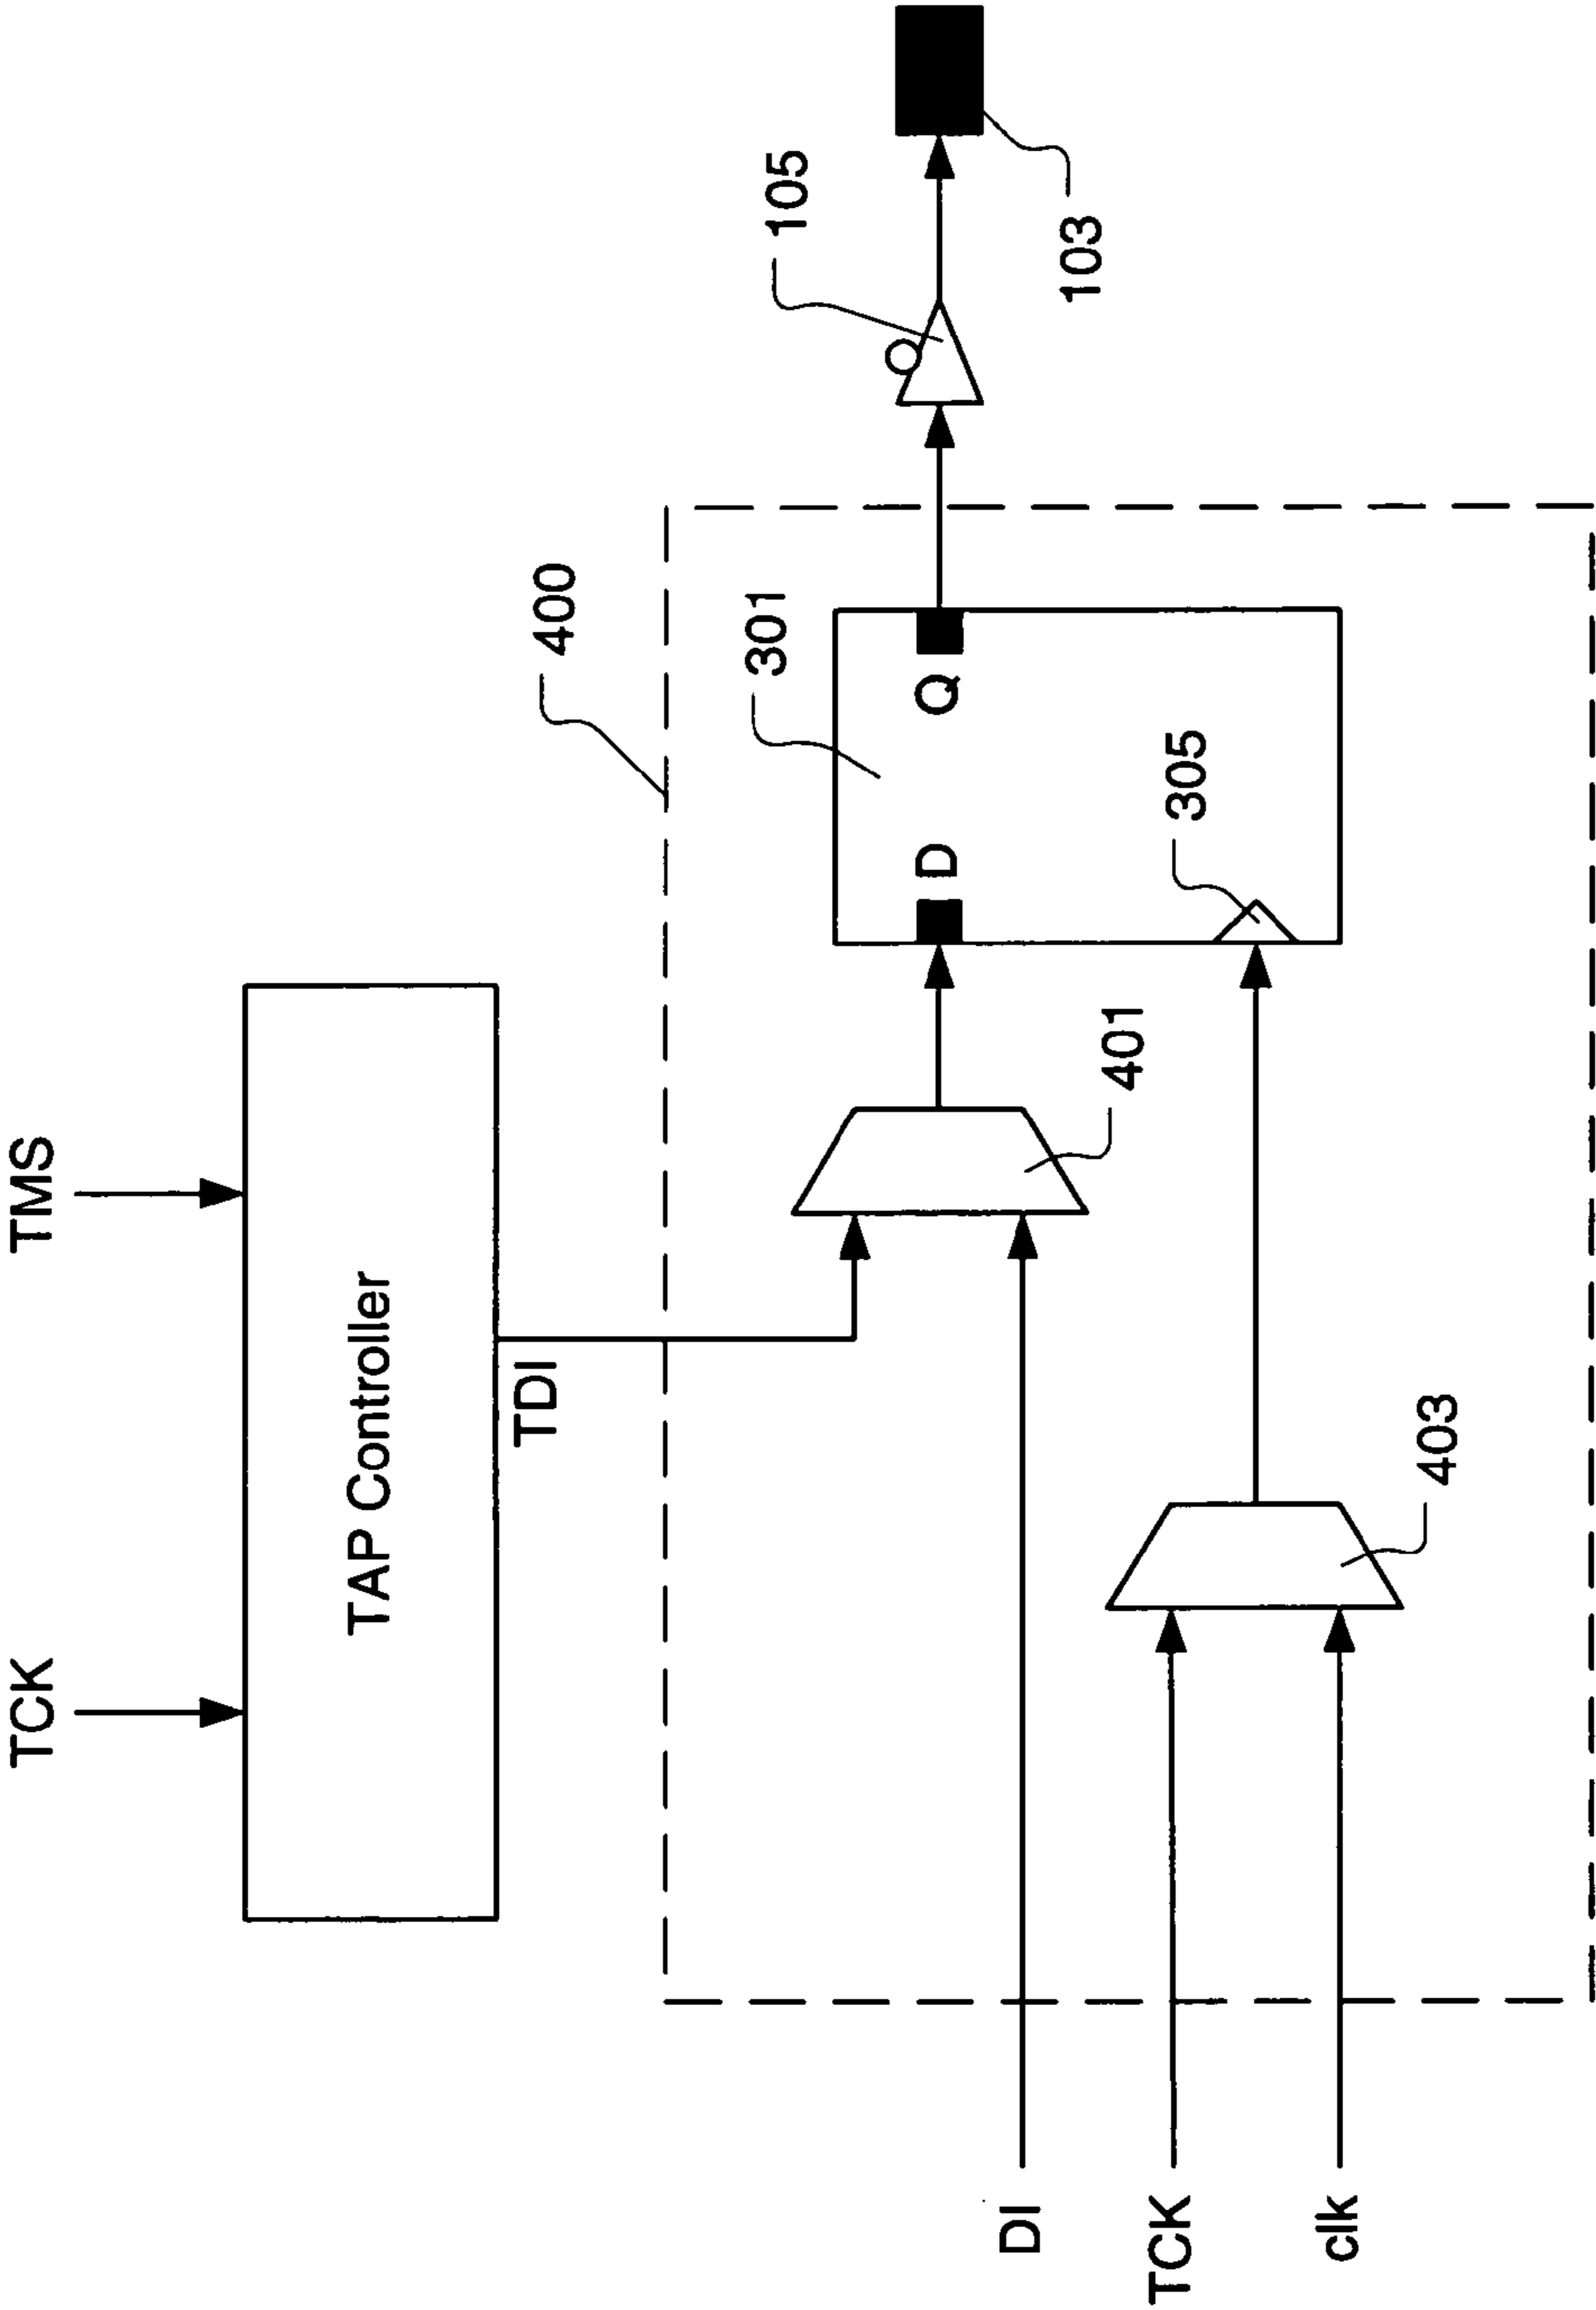 TCK
TMS
TAP Controller
TDI
400
301
105
Q
D
103
401
305
DI
TCK
403
clk